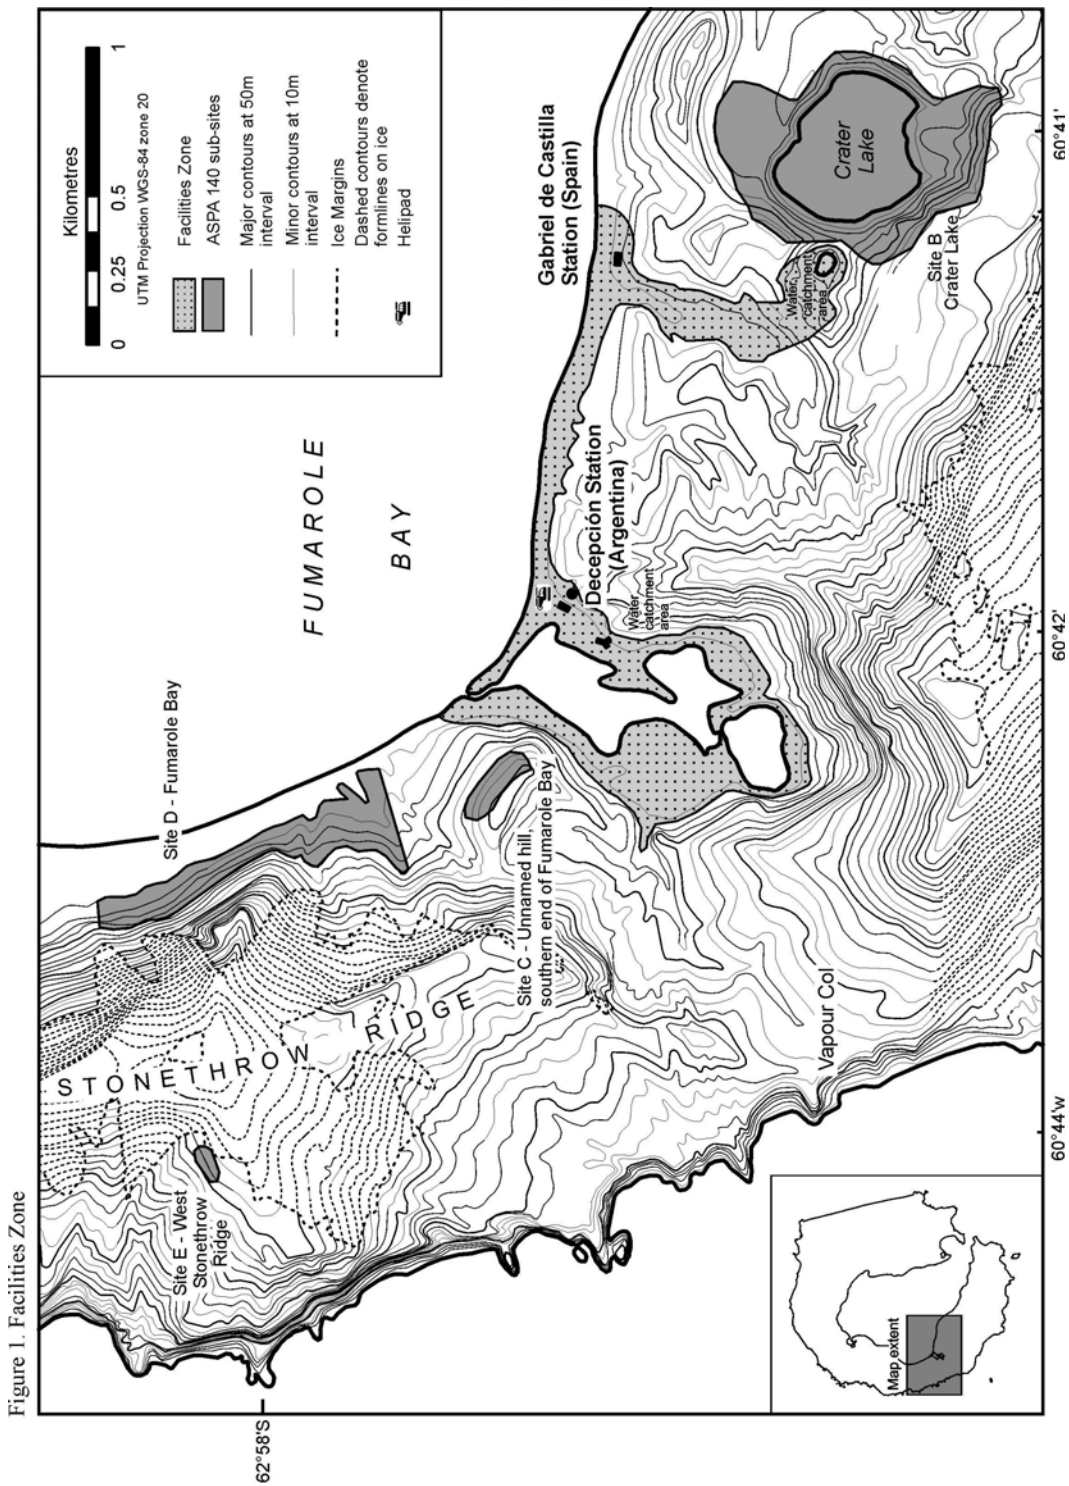 Figure 1. Facilities Zone
Kilometres
0
0.25
0.5
1
UTM Projection WGS-84 zone 20
Facilities Zone
ASPA 140 sub-sites
Major contours at 50m
interval
Minor contours at 10m
interval
Ice Margins
Dashed contours denote
formlines on ice
Helipad
FUMAROLE
BAY
Site D - Fumarole Bay
STONETHROW RIDGE
Site E - West
Stonethrow
Ridge
Site C - Unnamed hill,
southern end of Fumarole Bay
Decepción Station
(Argentina)
Water
catchment
area
Gabriel de Castilla
Station (Spain)
Water
catchment
area
Crater
Lake
Site B
Crater Lake
Vapour Col
Map extent
62°58'S
60°44'W
60°42'
60°41'